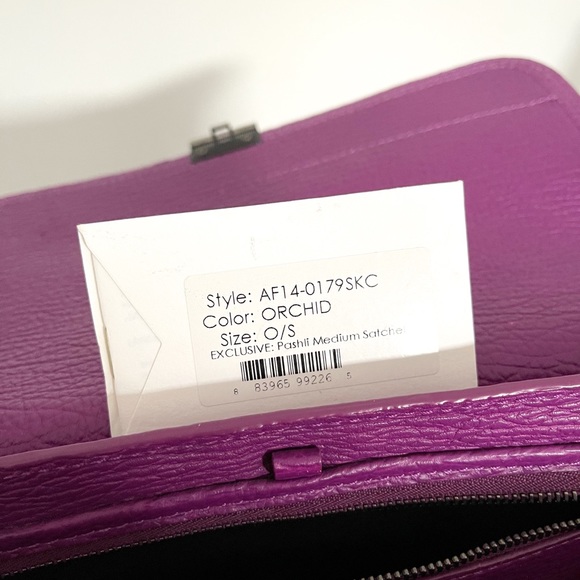 Style: AF14-0179SKC
Color: ORCHID
Size: O/S
EXCLUSIVE: Pashli Medium Satchel
8 83965 99226 5